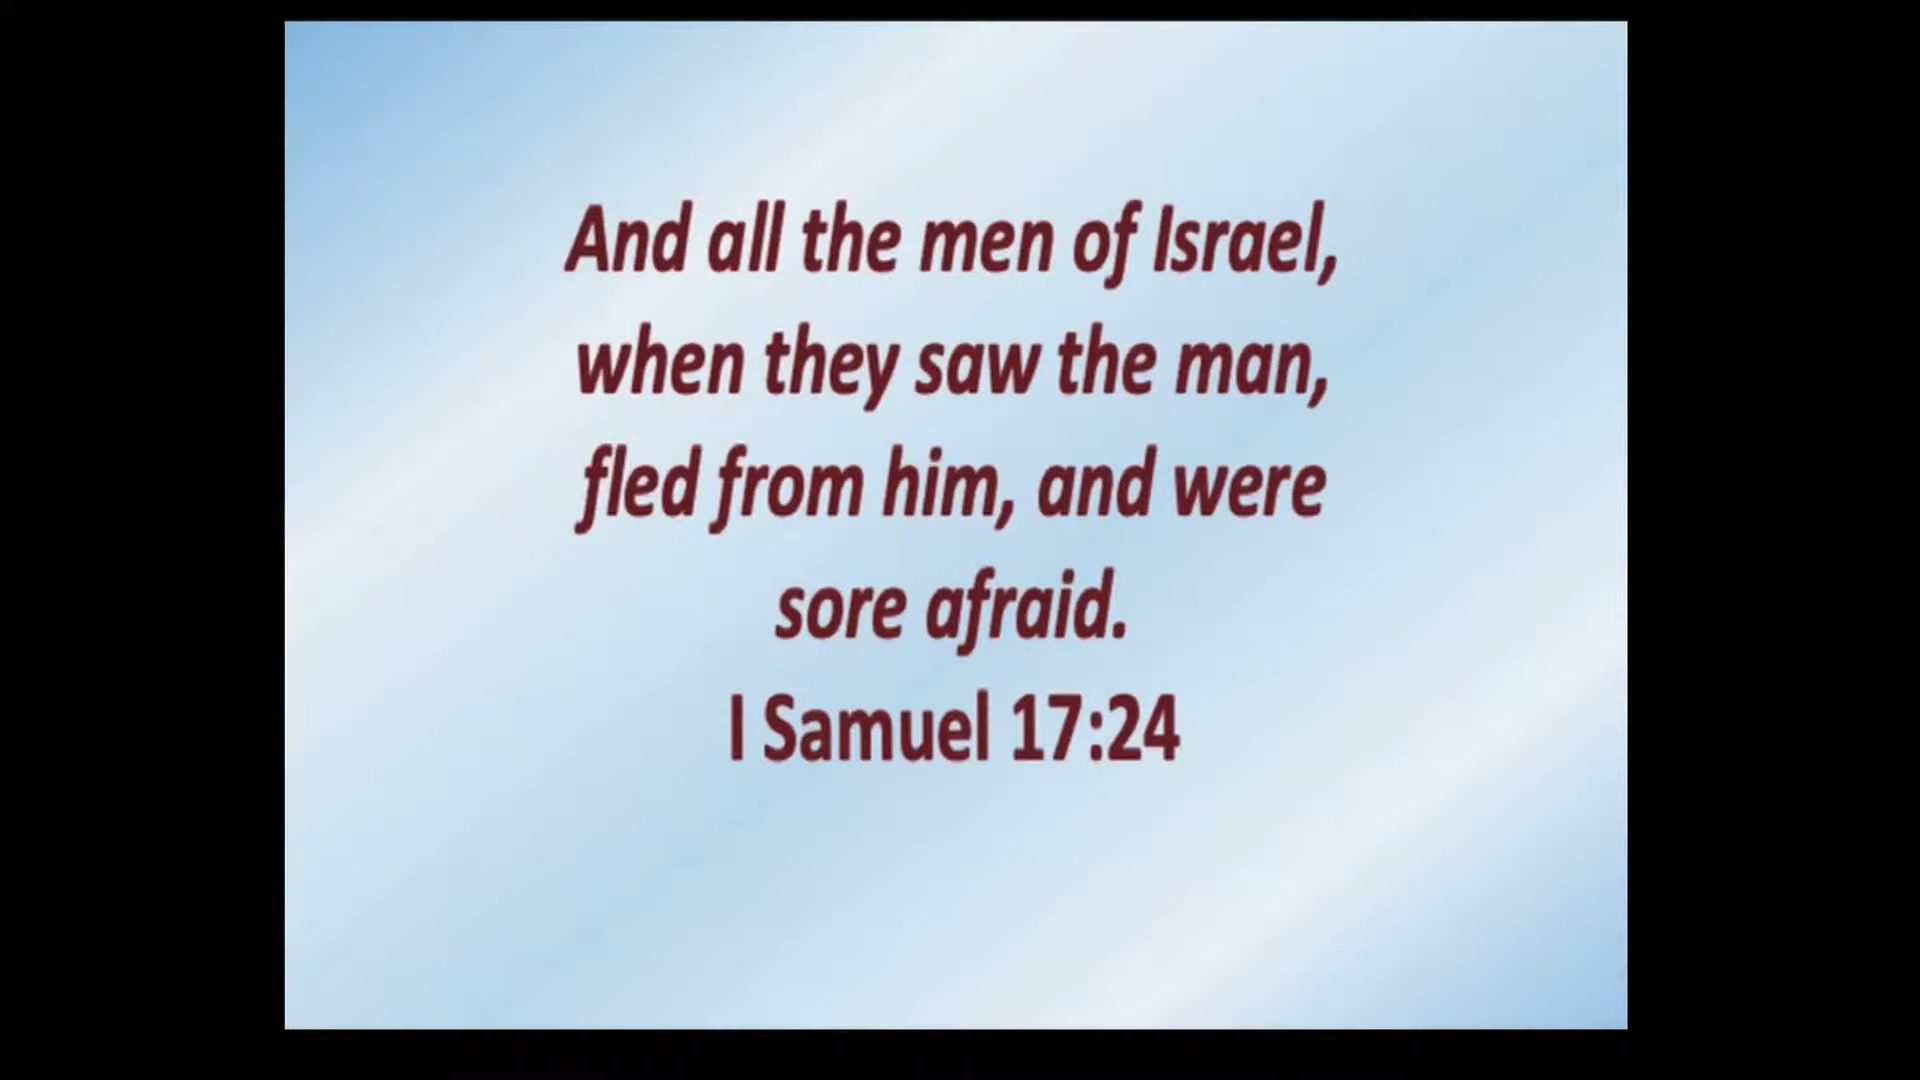 And all the men of Israel,
when they saw the man,
fled from him, and were
sore afraid.
I Samuel 17:24